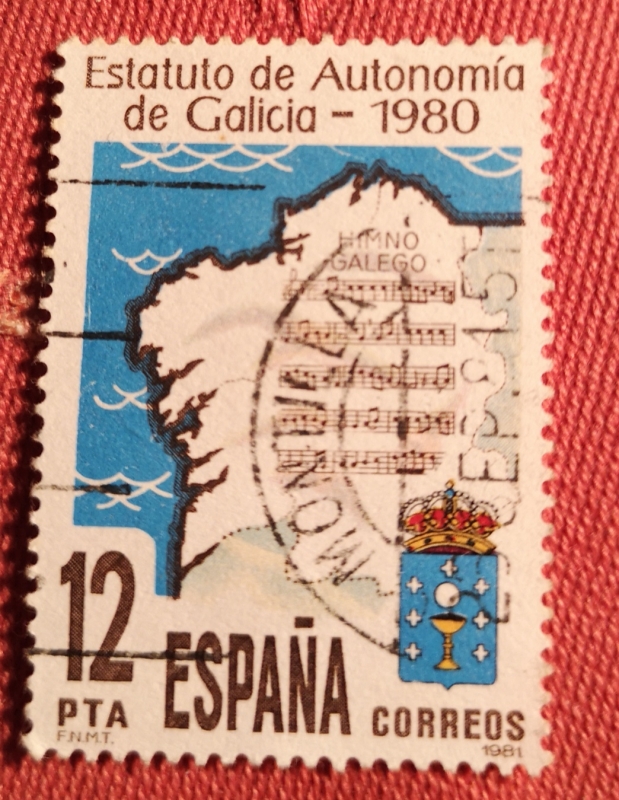 Estatuto de Autonomía
de Galicia - 1980
HIMNO
GALEGO
12
PTA
ESPAÑA
CORREOS
F.N.M.T.
1981